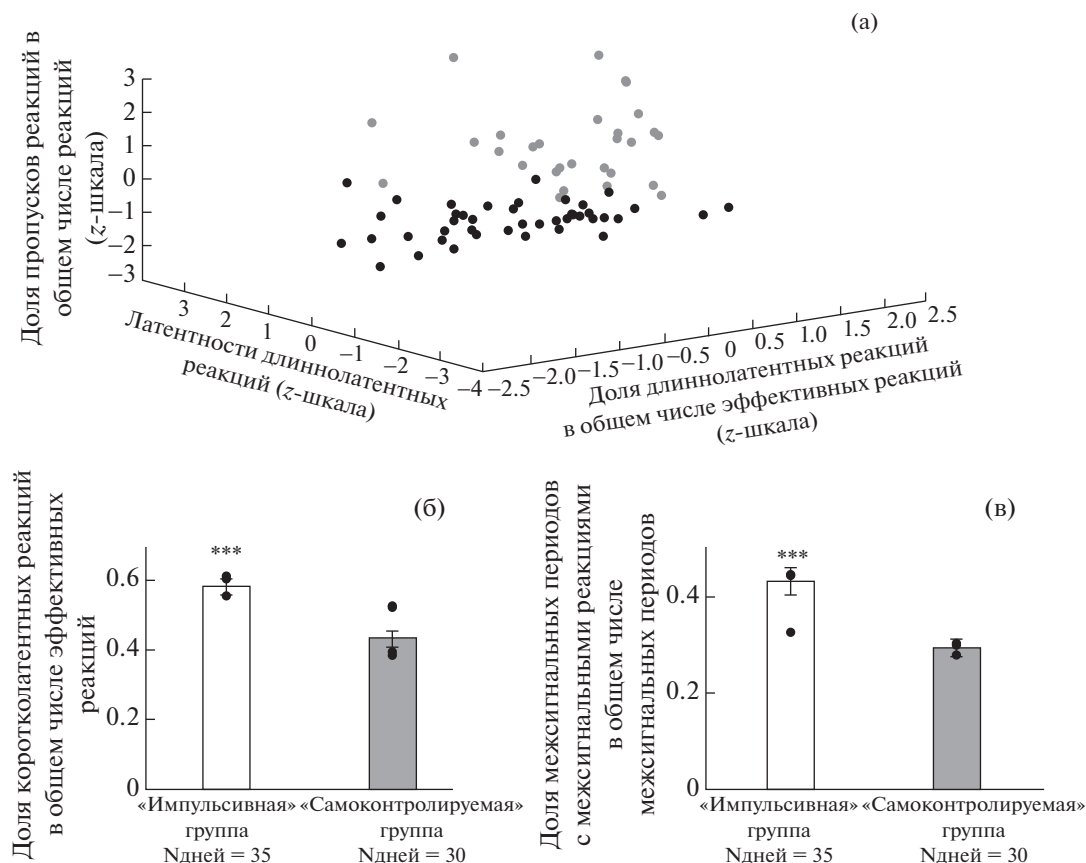 (а)
Доля пропусков реакций в
общем числе реакций
(z-шкала)
3
2
1
0
−1
−2
−3
3
2
1
0
−1
−2
−3
−4
Латентности длиннолатентных
реакций (z-шкала)
−2.5
−2.0
−1.5
−1.0
−0.5
0
0.5
1.0
1.5
2.0
2.5
Доля длиннолатентных реакций
в общем числе эффективных реакций
(z-шкала)
(б)
Доля коротколатентных реакций
в общем числе эффективных
реакций
0.6
0.4
0.2
0
***
«Импульсивная» «Самоконтролируемая»
группа группа
Nдней = 35 Nдней = 30
(в)
Доля межсигнальных периодов
с межсигнальными реакциями
в общем числе
межсигнальных периодов
0.4
0.2
0
***
«Импульсивная» «Самоконтролируемая»
группа группа
Nдней = 35 Nдней = 30